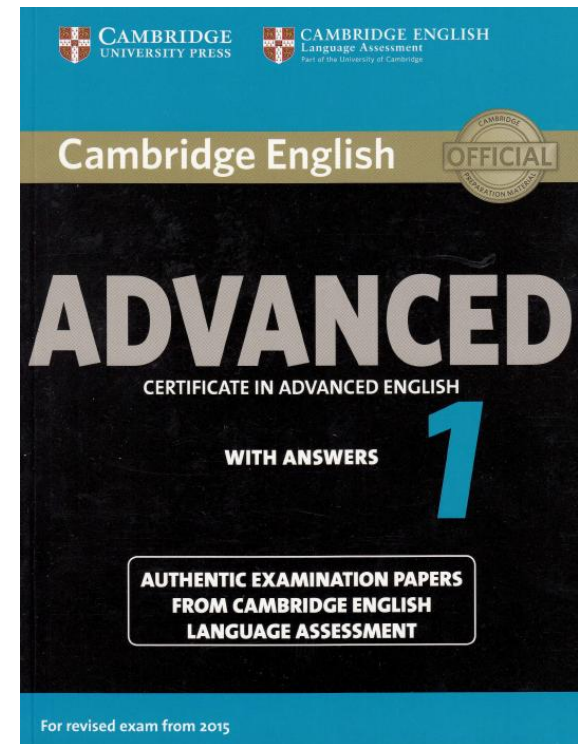 CAMBRIDGE
UNIVERSITY PRESS
CAMBRIDGE ENGLISH
Language Assessment
Part of the University of Cambridge
Cambridge English
CAMBRIDGE
OFFICIAL
PREPARATION MATERIAL
ADVANCED
CERTIFICATE IN ADVANCED ENGLISH
1
WITH ANSWERS
AUTHENTIC EXAMINATION PAPERS
FROM CAMBRIDGE ENGLISH
LANGUAGE ASSESSMENT
For revised exam from 2015